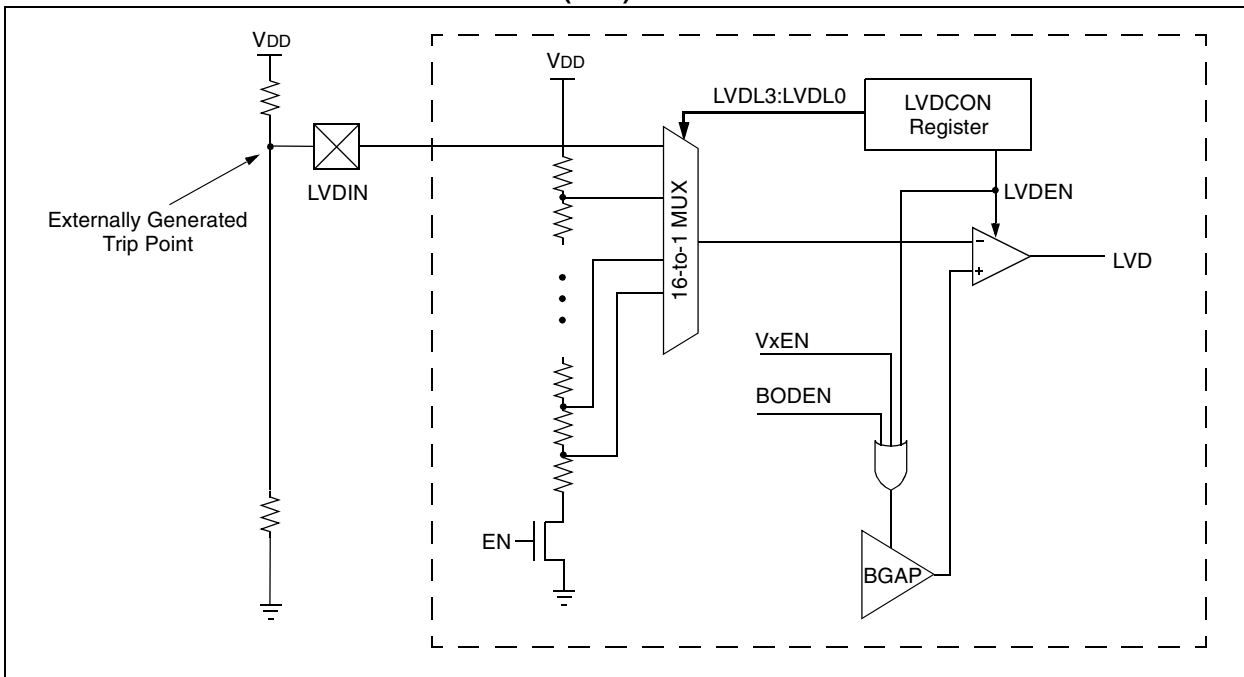 VDD
VDD
LVDL3:LVDL0
LVDCON
Register
LVDIN
16-to-1 MUX
LVDEN
Externally Generated
Trip Point
–
+
LVD
VxEN
BODEN
EN
BGAP